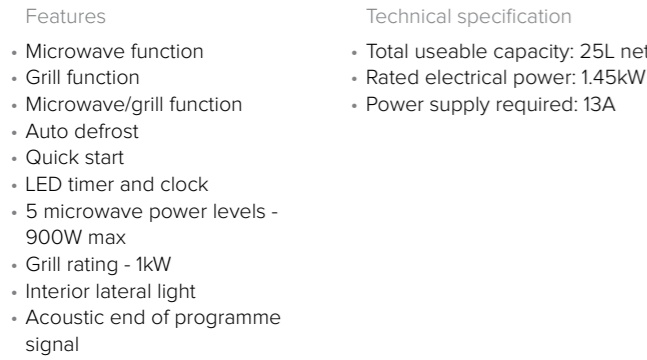 Features
• Microwave function
• Grill function
• Microwave/grill function
• Auto defrost
• Quick start
• LED timer and clock
• 5 microwave power levels -
900W max
• Grill rating - 1kW
• Interior lateral light
• Acoustic end of programme
signal
Technical specification
• Total useable capacity: 25L net
• Rated electrical power: 1.45kW
• Power supply required: 13A